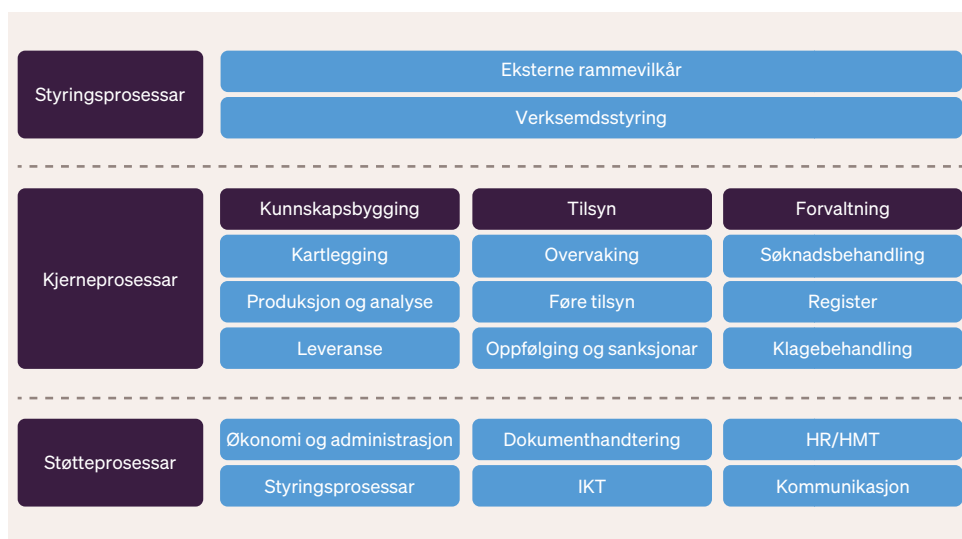 Styringsprosessar
Eksterne rammevilkår
Verksemdsstyring
Kjerneprosessar
Kunnskapsbygging
Tilsyn
Forvaltning
Kartlegging
Overvaking
Søknadsbehandling
Produksjon og analyse
Føre tilsyn
Register
Leveranse
Oppfølging og sanksjonar
Klagebehandling
Støtteprosessar
Økonomi og administrasjon
Dokumenthandtering
HR/HMT
Styringsprosessar
IKT
Kommunikasjon